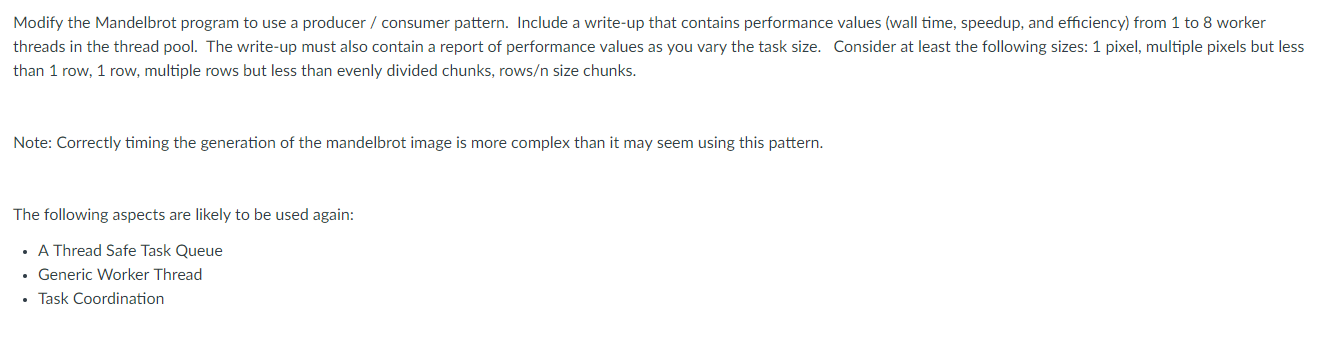 Modify the Mandelbrot program to use a producer / consumer pattern.  Include a write-up that contains performance values (wall time, speedup, and efficiency) from 1 to 8 worker
threads in the thread pool.  The write-up must also contain a report of performance values as you vary the task size.   Consider at least the following sizes: 1 pixel, multiple pixels but less
than 1 row, 1 row, multiple rows but less than evenly divided chunks, rows/n size chunks.
Note: Correctly timing the generation of the mandelbrot image is more complex than it may seem using this pattern.
The following aspects are likely to be used again:
• A Thread Safe Task Queue
• Generic Worker Thread
• Task Coordination